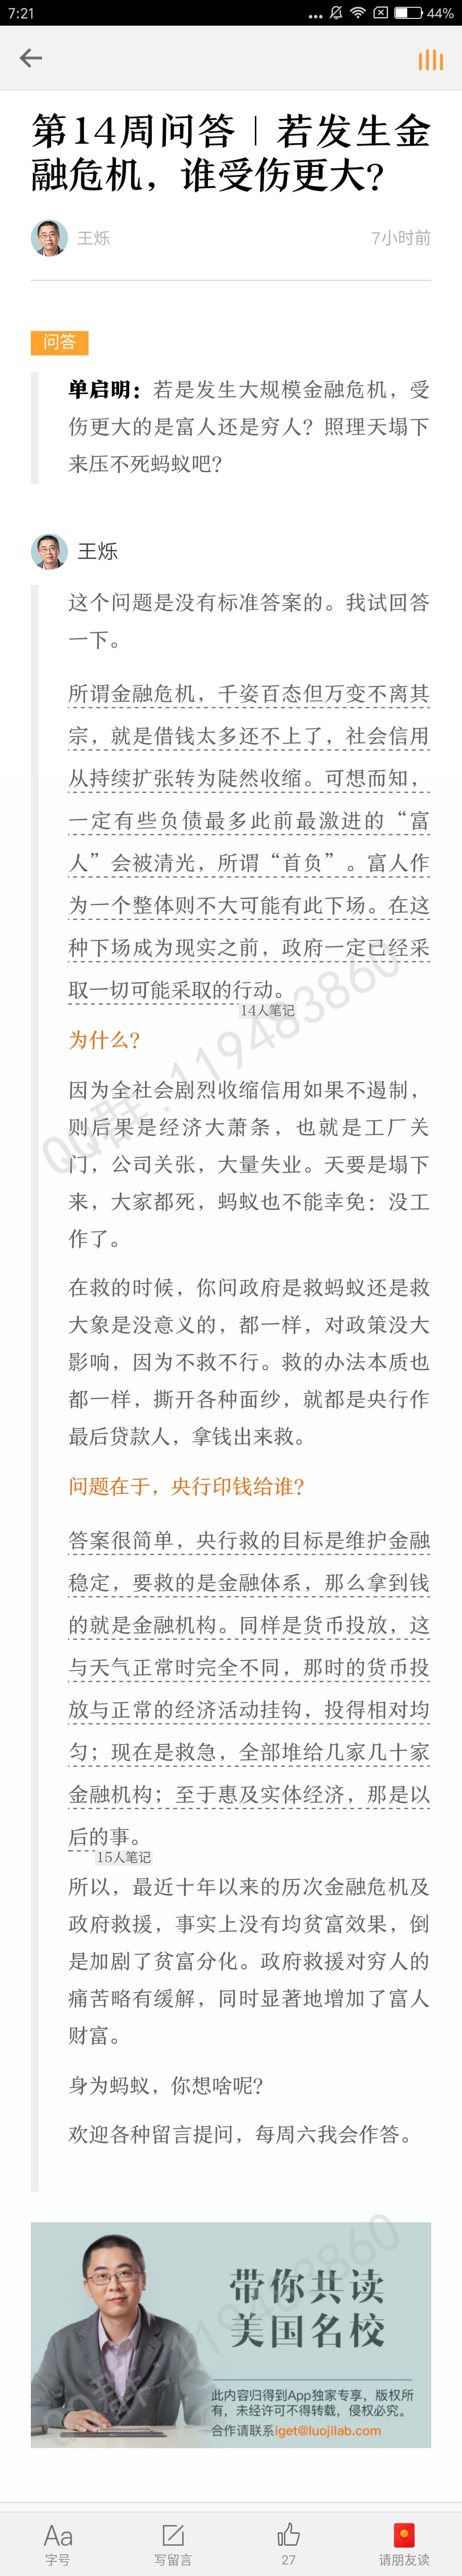 7:21
44%
第14周问答｜若发生金
融危机，谁受伤更大？
王烁
7小时前
问答
单启明：若是发生大规模金融危机，受
伤更大的是富人还是穷人？照理天塌下
来压不死蚂蚁吧？
王烁
这个问题是没有标准答案的。我试回答
一下。
所谓金融危机，千姿百态但万变不离其
宗，就是借钱太多还不上了，社会信用
从持续扩张转为陡然收缩。可想而知，
一定有些负债最多此前最激进的“富
人”会被清光，所谓“首负”。富人作
为一个整体则不大可能有此下场。在这
种下场成为现实之前，政府一定已经采
取一切可能采取的行动。
14人笔记
为什么？
因为全社会剧烈收缩信用如果不遏制，
则后果是经济大萧条，也就是工厂关
门，公司关张，大量失业。天要是塌下
来，大家都死，蚂蚁也不能幸免：没工
作了。
在救的时候，你问政府是救蚂蚁还是救
大象是没意义的，都一样，对政策没大
影响，因为不救不行。救的办法本质也
都一样，撕开各种面纱，就都是央行作
最后贷款人，拿钱出来救。
问题在于，央行印钱给谁？
答案很简单，央行救的目标是维护金融
稳定，要救的是金融体系，那么拿到钱
的就是金融机构。同样是货币投放，这
与天气正常时完全不同，那时的货币投
放与正常的经济活动挂钩，投得相对均
匀；现在是救急，全部堆给几家几十家
金融机构；至于惠及实体经济，那是以
后的事。
15人笔记
所以，最近十年以来的历次金融危机及
政府救援，事实上没有均贫富效果，倒
是加剧了贫富分化。政府救援对穷人的
痛苦略有缓解，同时显著地增加了富人
财富。
身为蚂蚁，你想啥呢？
欢迎各种留言提问，每周六我会作答。
QQ群：119483860
带你共读
美国名校
此内容归得到App独家专享，版权所
有，未经许可不得转载，侵权必究。
合作请联系iget@luojilab.com
QQ群：119483860
Aa
字号
写留言
27
请朋友读